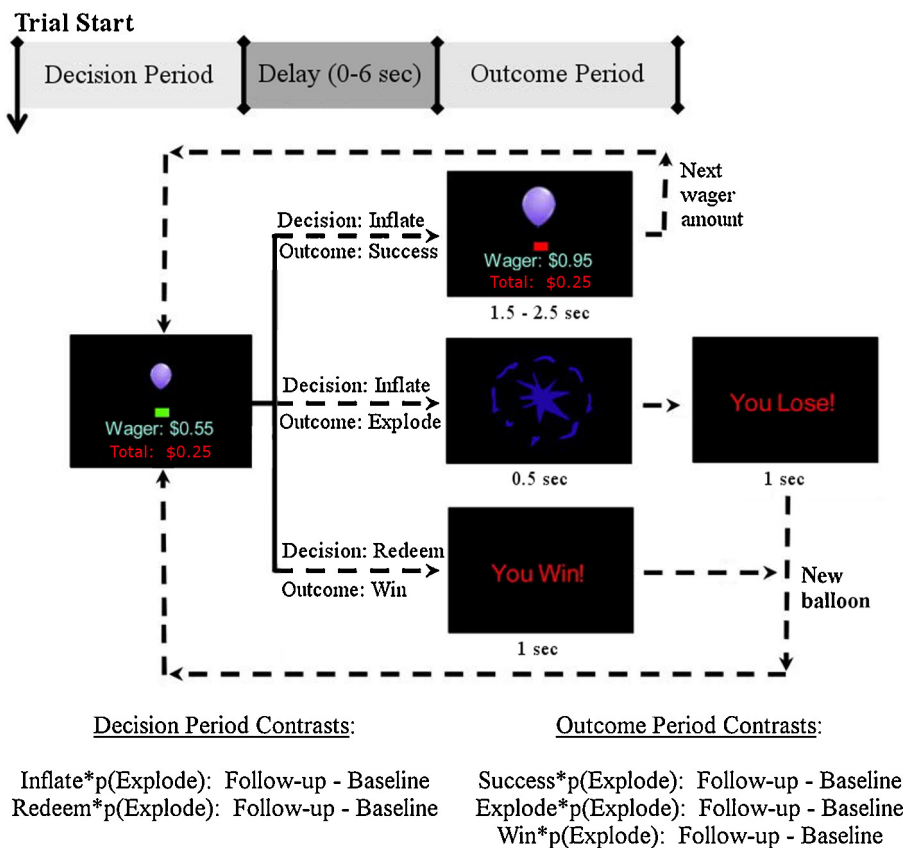 Trial Start
Decision Period
Delay (0-6 sec)
Outcome Period
Next
wager
amount
Decision: Inflate
Outcome: Success
Wager: $0.95
Total: $0.25
1.5 - 2.5 sec
Wager: $0.55
Total: $0.25
Decision: Inflate
Outcome: Explode
0.5 sec
You Lose!
1 sec
Decision: Redeem
Outcome: Win
You Win!
1 sec
New
balloon
Decision Period Contrasts:
Inflate*p(Explode): Follow-up - Baseline
Redeem*p(Explode): Follow-up - Baseline
Outcome Period Contrasts:
Success*p(Explode): Follow-up - Baseline
Explode*p(Explode): Follow-up - Baseline
Win*p(Explode): Follow-up - Baseline